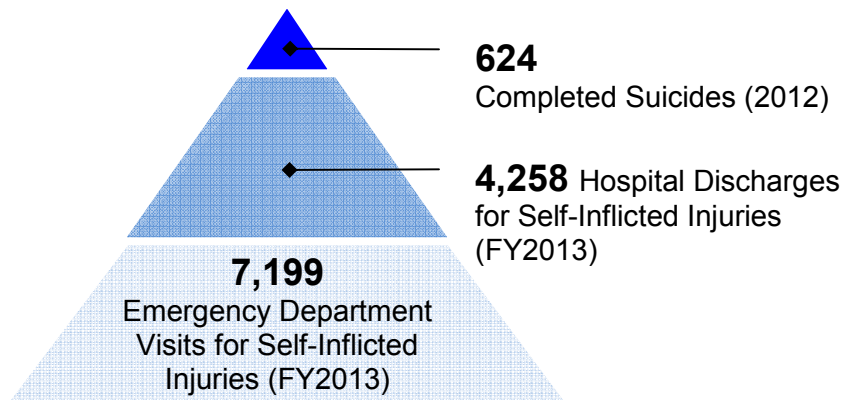 624
Completed Suicides (2012)
4,258 Hospital Discharges
for Self-Inflicted Injuries
(FY2013)
7,199
Emergency Department
Visits for Self-Inflicted
Injuries (FY2013)